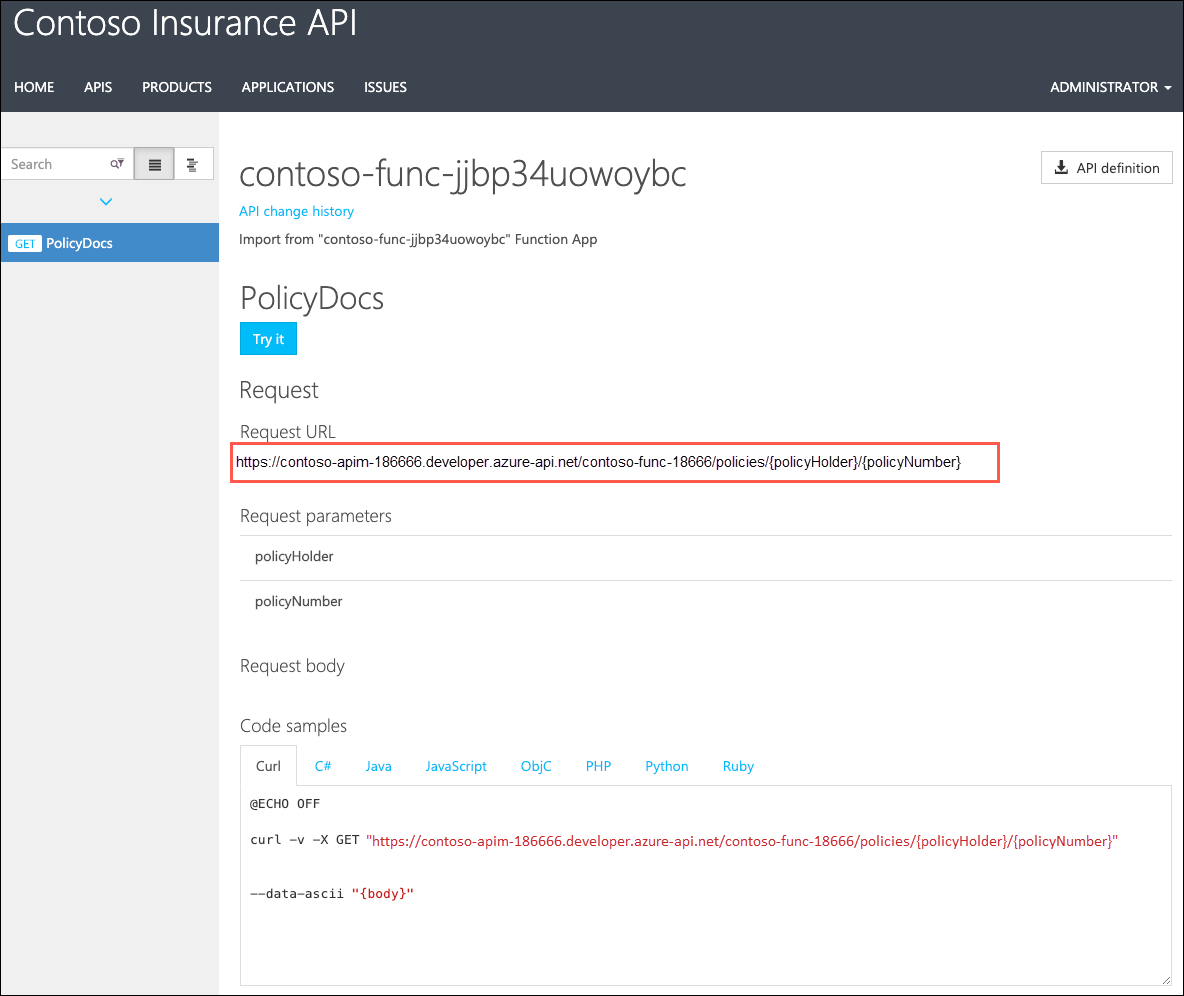 Contoso Insurance API
HOME APIS PRODUCTS APPLICATIONS ISSUES ADMINISTRATOR
Search
GET PolicyDocs
contoso-func-jjbp34uowoybc
API definition
API change history
Import from "contoso-func-jjbp34uowoybc" Function App
PolicyDocs
Try it
Request
Request URL
https://contoso-apim-186666.developer.azure-api.net/contoso-func-18666/policies/{policyHolder}/{policyNumber}
Request parameters
policyHolder
policyNumber
Request body
Code samples
Curl C# Java JavaScript ObjC PHP Python Ruby
@ECHO OFF
curl -v -X GET "https://contoso-apim-186666.developer.azure-api.net/contoso-func-18666/policies/{policyHolder}/{policyNumber}"
--data-ascii "{body}"